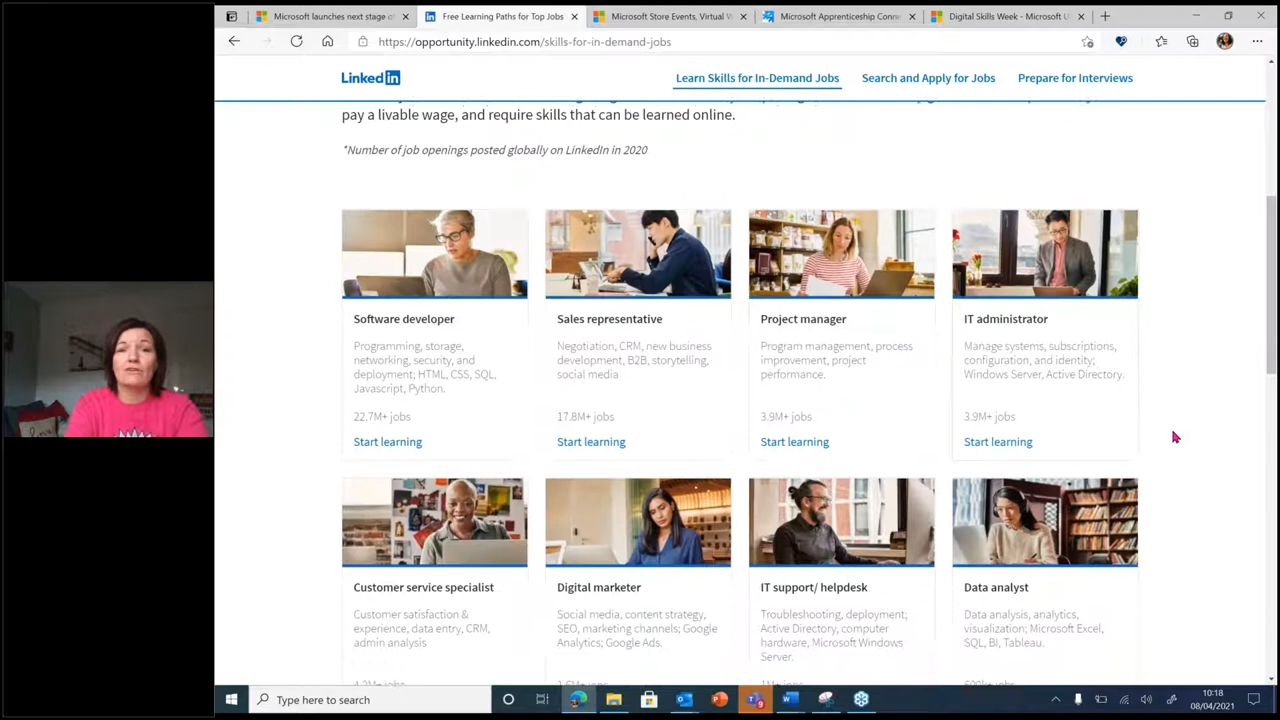 Microsoft launches next stage of
Free Learning Paths for Top Jobs
Microsoft Store Events, Virtual W
Microsoft Apprenticeship Conne
Digital Skills Week - Microsoft U
https://opportunity.linkedin.com/skills-for-in-demand-jobs
LinkedIn
Learn Skills for In-Demand Jobs
Search and Apply for Jobs
Prepare for Interviews
pay a livable wage, and require skills that can be learned online.
*Number of job openings posted globally on LinkedIn in 2020
Software developer
Programming, storage,
networking, security, and
deployment; HTML, CSS, SQL,
Javascript, Python.
22.7M+ jobs
Start learning
Sales representative
Negotiation, CRM, new business
development, B2B, storytelling,
social media
17.8M+ jobs
Start learning
Project manager
Program management, process
improvement, project
performance.
3.9M+ jobs
Start learning
IT administrator
Manage systems, subscriptions,
configuration, and identity;
Windows Server, Active Directory.
3.9M+ jobs
Start learning
Customer service specialist
Customer satisfaction &
experience, data entry, CRM,
admin analysis
Digital marketer
Social media, content strategy,
SEO, marketing channels; Google
Analytics; Google Ads.
IT support/ helpdesk
Troubleshooting, deployment;
Active Directory, computer
hardware, Microsoft Windows
Server.
Data analyst
Data analysis, analytics,
visualization; Microsoft Excel,
SQL, BI, Tableau.
Type here to search
10:18
08/04/2021